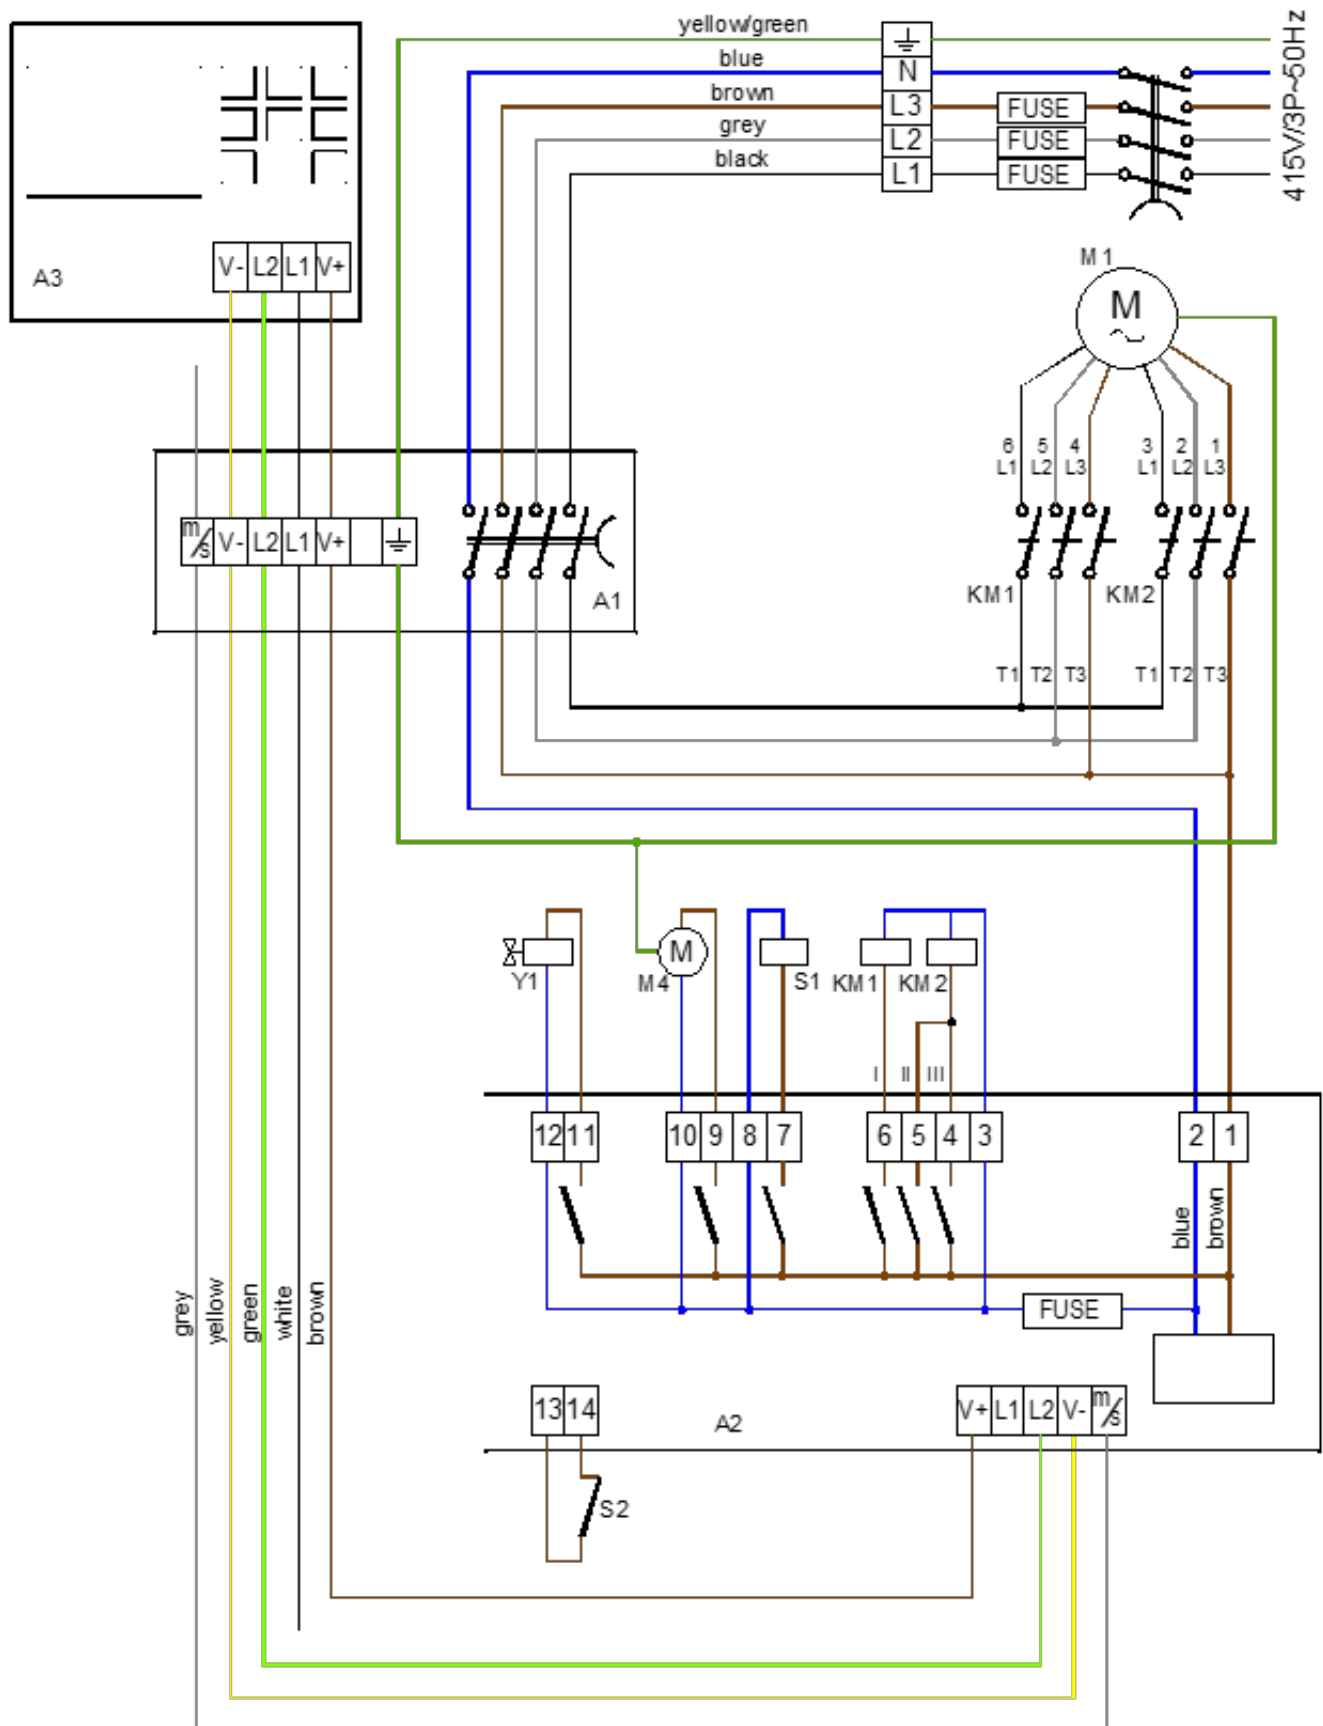 yellow/green
blue N
brown L3 FUSE
grey L2 FUSE
black L1 FUSE
415V/3P~50Hz
M1
M
~
V- L2 L1 V+
A3
6 5 4 3 2 1
L1 L2 L3 L1 L2 L3
m/s V- L2 L1 V+
A1
KM1 KM2
T1 T2 T3 T1 T2 T3
M
Y1 M4 S1 KM1 KM2
I II III
12 11 10 9 8 7 6 5 4 3 2 1
blue
brown
FUSE
grey
yellow
green
white
brown
13 14
A2
V+ L1 L2 V- m/s
S2